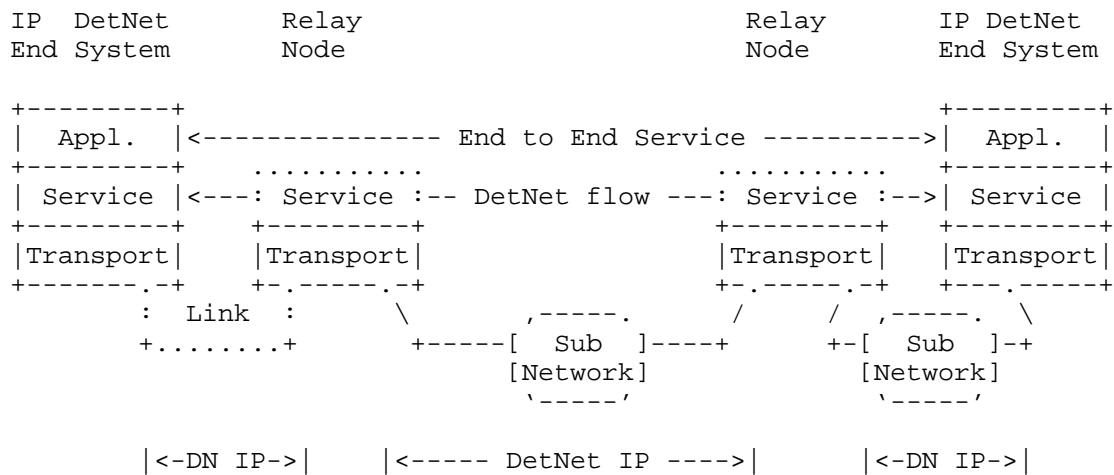 IP  DetNet        Relay                        Relay        IP DetNet
End System        Node                         Node         End System
Appl.    <--------------- End to End Service ---------->    Appl.
Service  <---: Service :-- DetNet flow ---: Service :-->  Service
Transport    Transport    Transport    Transport
Link
Sub    Sub
[Network]    [Network]
|<-DN IP->|    |<----- DetNet IP ---->|    |<-DN IP->|